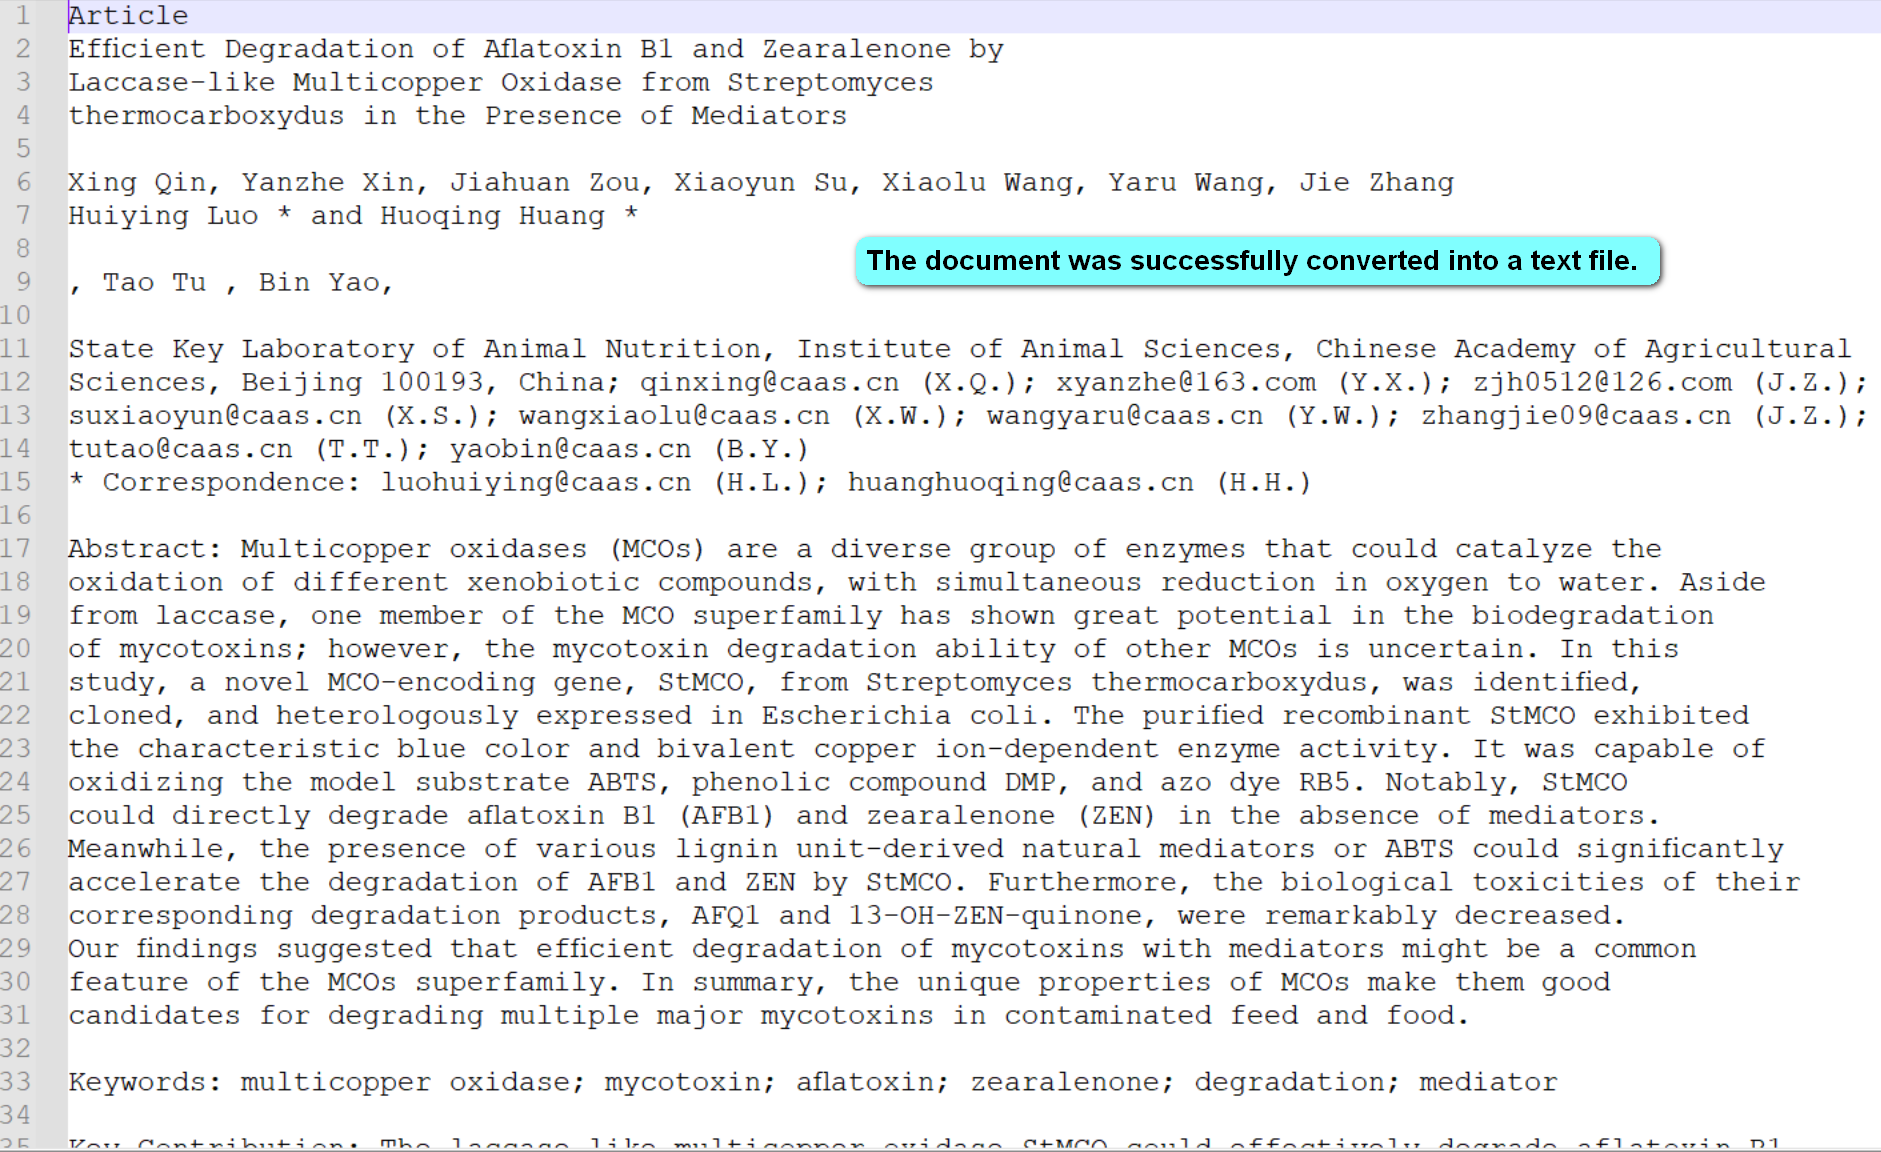 1 Article
2 Efficient Degradation of Aflatoxin B1 and Zearalenone by
3 Laccase-like Multicopper Oxidase from Streptomyces
4 thermocarboxydus in the Presence of Mediators
5
6 Xing Qin, Yanzhe Xin, Jiahuan Zou, Xiaoyun Su, Xiaolu Wang, Yaru Wang, Jie Zhang
7 Huiying Luo * and Huoqing Huang *
8
The document was successfully converted into a text file.
9 , Tao Tu , Bin Yao,
10
11 State Key Laboratory of Animal Nutrition, Institute of Animal Sciences, Chinese Academy of Agricultural
12 Sciences, Beijing 100193, China; qinxing@caas.cn (X.Q.); xyanzhe@163.com (Y.X.); zjh0512@126.com (J.Z.);
13 suxiaoyun@caas.cn (X.S.); wangxiaolu@caas.cn (X.W.); wangyaru@caas.cn (Y.W.); zhangjie09@caas.cn (J.Z.);
14 tutao@caas.cn (T.T.); yaobin@caas.cn (B.Y.)
15 * Correspondence: luohuiying@caas.cn (H.L.); huanghuoqing@caas.cn (H.H.)
16
17 Abstract: Multicopper oxidases (MCOs) are a diverse group of enzymes that could catalyze the
18 oxidation of different xenobiotic compounds, with simultaneous reduction in oxygen to water. Aside
19 from laccase, one member of the MCO superfamily has shown great potential in the biodegradation
20 of mycotoxins; however, the mycotoxin degradation ability of other MCOs is uncertain. In this
21 study, a novel MCO-encoding gene, StMCO, from Streptomyces thermocarboxydus, was identified,
22 cloned, and heterologously expressed in Escherichia coli. The purified recombinant StMCO exhibited
23 the characteristic blue color and bivalent copper ion-dependent enzyme activity. It was capable of
24 oxidizing the model substrate ABTS, phenolic compound DMP, and azo dye RB5. Notably, StMCO
25 could directly degrade aflatoxin B1 (AFB1) and zearalenone (ZEN) in the absence of mediators.
26 Meanwhile, the presence of various lignin unit-derived natural mediators or ABTS could significantly
27 accelerate the degradation of AFB1 and ZEN by StMCO. Furthermore, the biological toxicities of their
28 corresponding degradation products, AFQ1 and 13-OH-ZEN-quinone, were remarkably decreased.
29 Our findings suggested that efficient degradation of mycotoxins with mediators might be a common
30 feature of the MCOs superfamily. In summary, the unique properties of MCOs make them good
31 candidates for degrading multiple major mycotoxins in contaminated feed and food.
32
33 Keywords: multicopper oxidase; mycotoxin; aflatoxin; zearalenone; degradation; mediator
34
35 Key Contribution: The laccase-like multicopper oxidase StMCO could effectively degrade aflatoxin B1